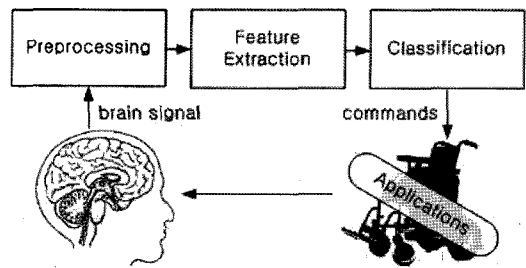 Preprocessing
Feature
Extraction
Classification
brain signal
commands
Applications